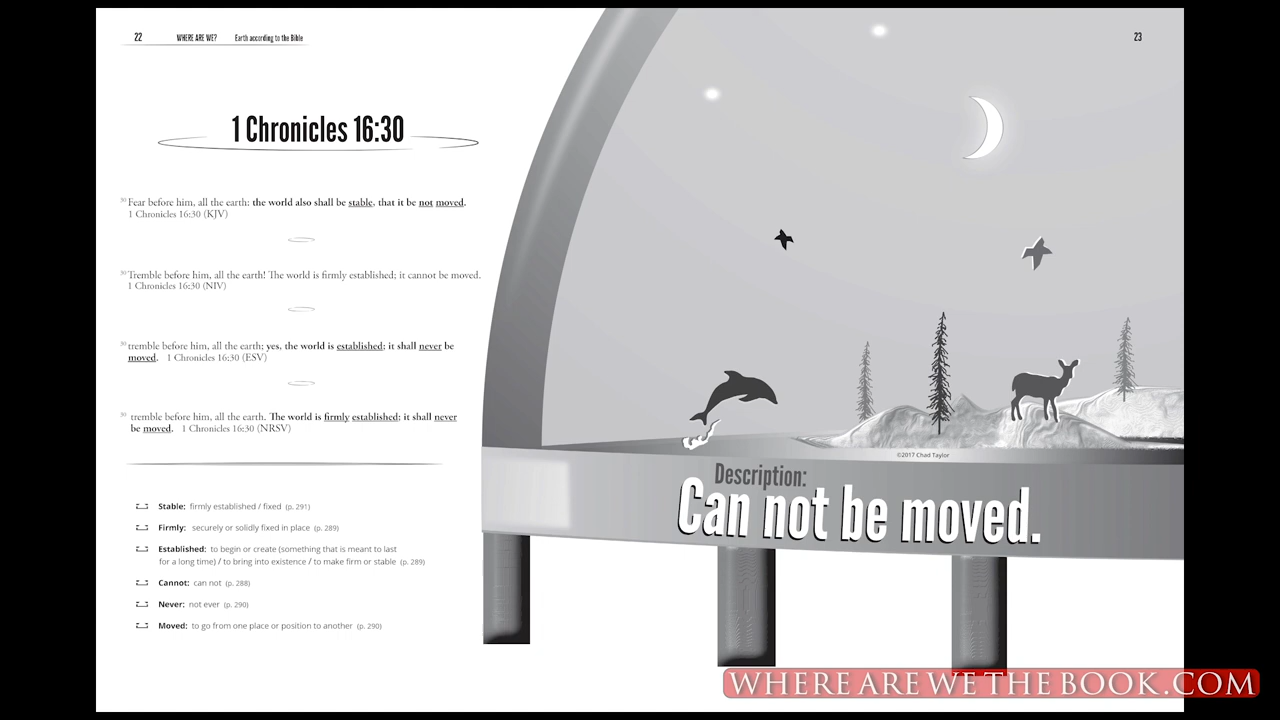 22 WHERE ARE WE? Earth according to the Bible
1 Chronicles 16:30
30 Fear before him, all the earth: the world also shall be stable, that it be not moved.
1 Chronicles 16:30 (KJV)
30 Tremble before him, all the earth! The world is firmly established; it cannot be moved.
1 Chronicles 16:30 (NIV)
30 tremble before him, all the earth; yes, the world is established; it shall never be
moved. 1 Chronicles 16;30 (ESV)
30 tremble before him, all the earth. The world is firmly established; it shall never
be moved. 1 Chronicles 16:30 (NRSV)
Stable: firmly established / fixed (p. 291)
Firmly: securely or solidly fixed in place (p. 289)
Established: to begin or create (something that is meant to last
for a long time) / to bring into existence / to make firm or stable (p. 289)
Cannot: can not (p. 288)
Never: not ever (p. 290)
Moved: to go from one place or position to another (p. 290)
23
©2017 Chad Taylor
Description:
Can not be moved.
WHEREAREWETHEBOOK.COM